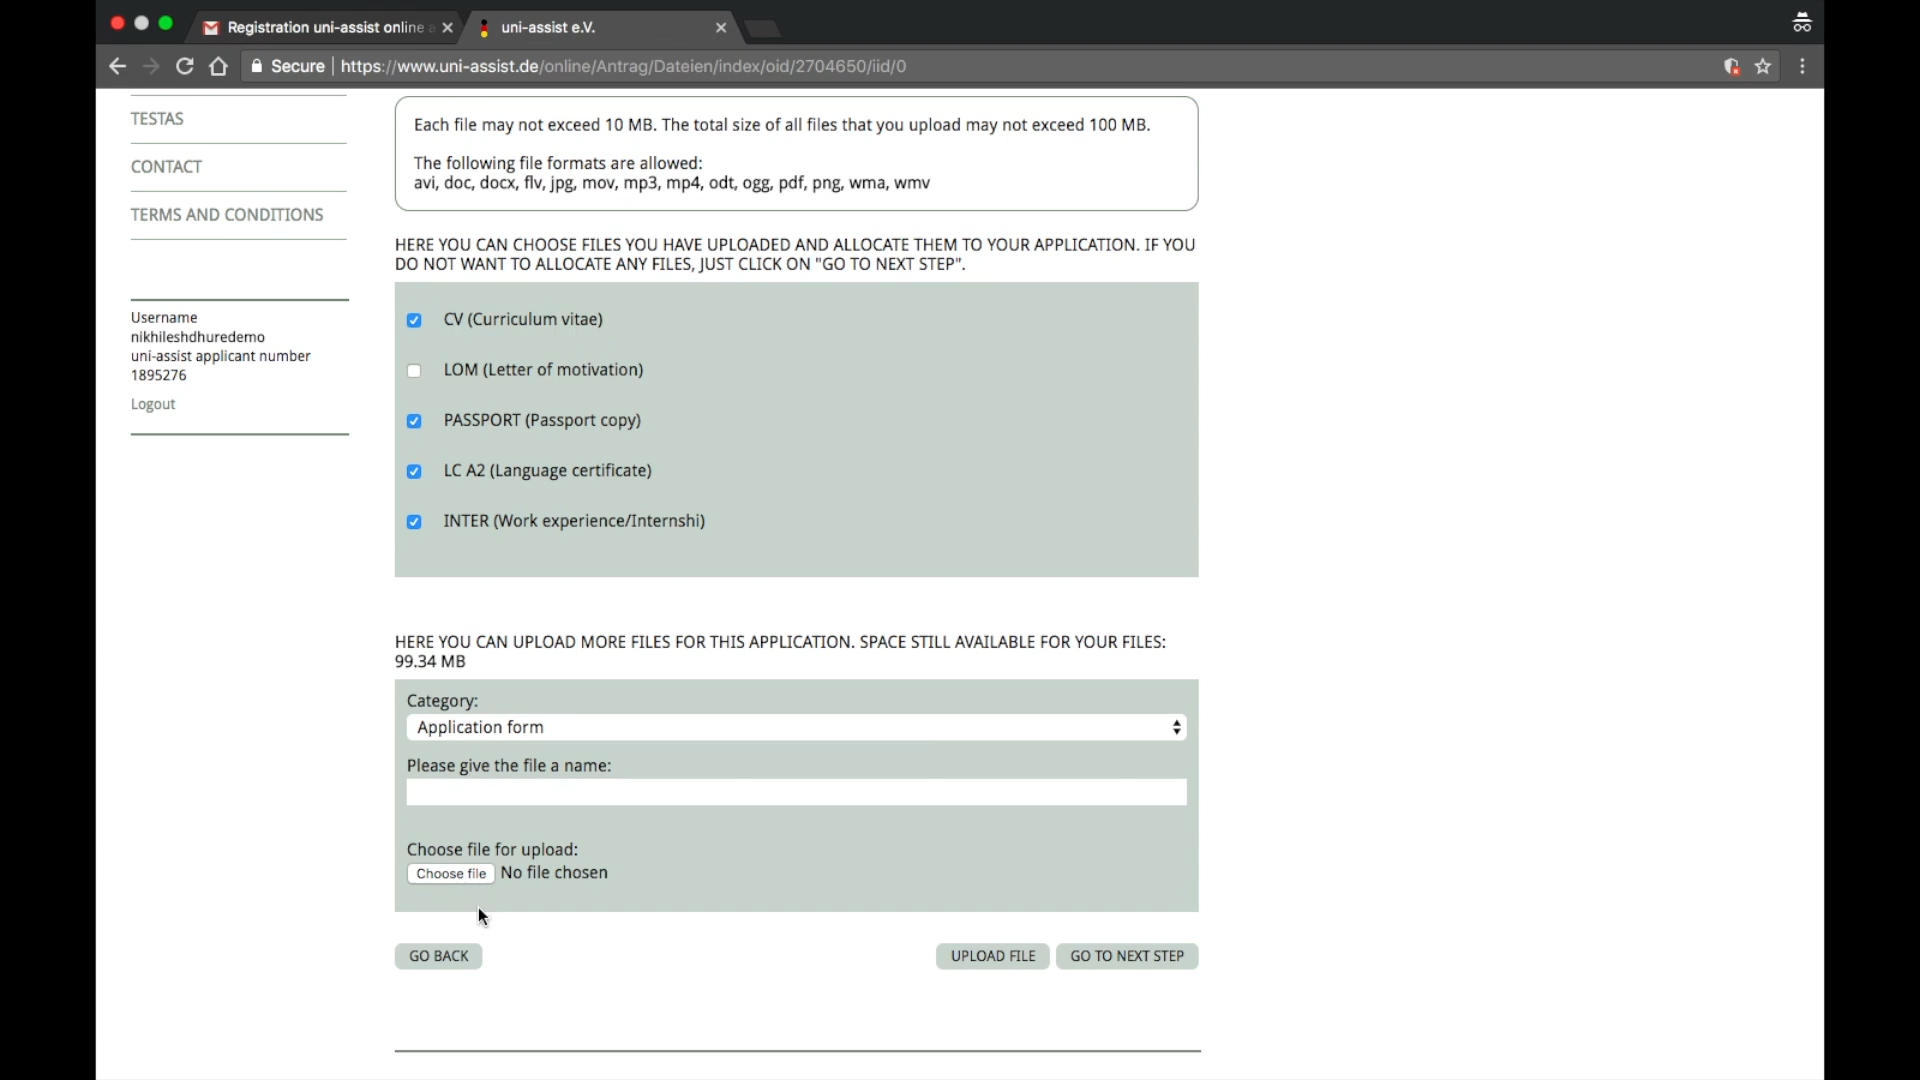 Registration uni-assist online a
uni-assist e.V.
Secure https://www.uni-assist.de/online/Antrag/Dateien/index/oid/2704650/iid/0
TESTAS
CONTACT
TERMS AND CONDITIONS
Username
nikhileshdhuredemo
uni-assist applicant number
1895276
Logout
Each file may not exceed 10 MB. The total size of all files that you upload may not exceed 100 MB.
The following file formats are allowed:
avi, doc, docx, flv, jpg, mov, mp3, mp4, odt, ogg, pdf, png, wma, wmv
HERE YOU CAN CHOOSE FILES YOU HAVE UPLOADED AND ALLOCATE THEM TO YOUR APPLICATION. IF YOU
DO NOT WANT TO ALLOCATE ANY FILES, JUST CLICK ON "GO TO NEXT STEP".
CV (Curriculum vitae)
LOM (Letter of motivation)
PASSPORT (Passport copy)
LC A2 (Language certificate)
INTER (Work experience/Internshi)
HERE YOU CAN UPLOAD MORE FILES FOR THIS APPLICATION. SPACE STILL AVAILABLE FOR YOUR FILES:
99.34 MB
Category:
Application form
Please give the file a name:
Choose file for upload:
Choose file No file chosen
GO BACK UPLOAD FILE GO TO NEXT STEP